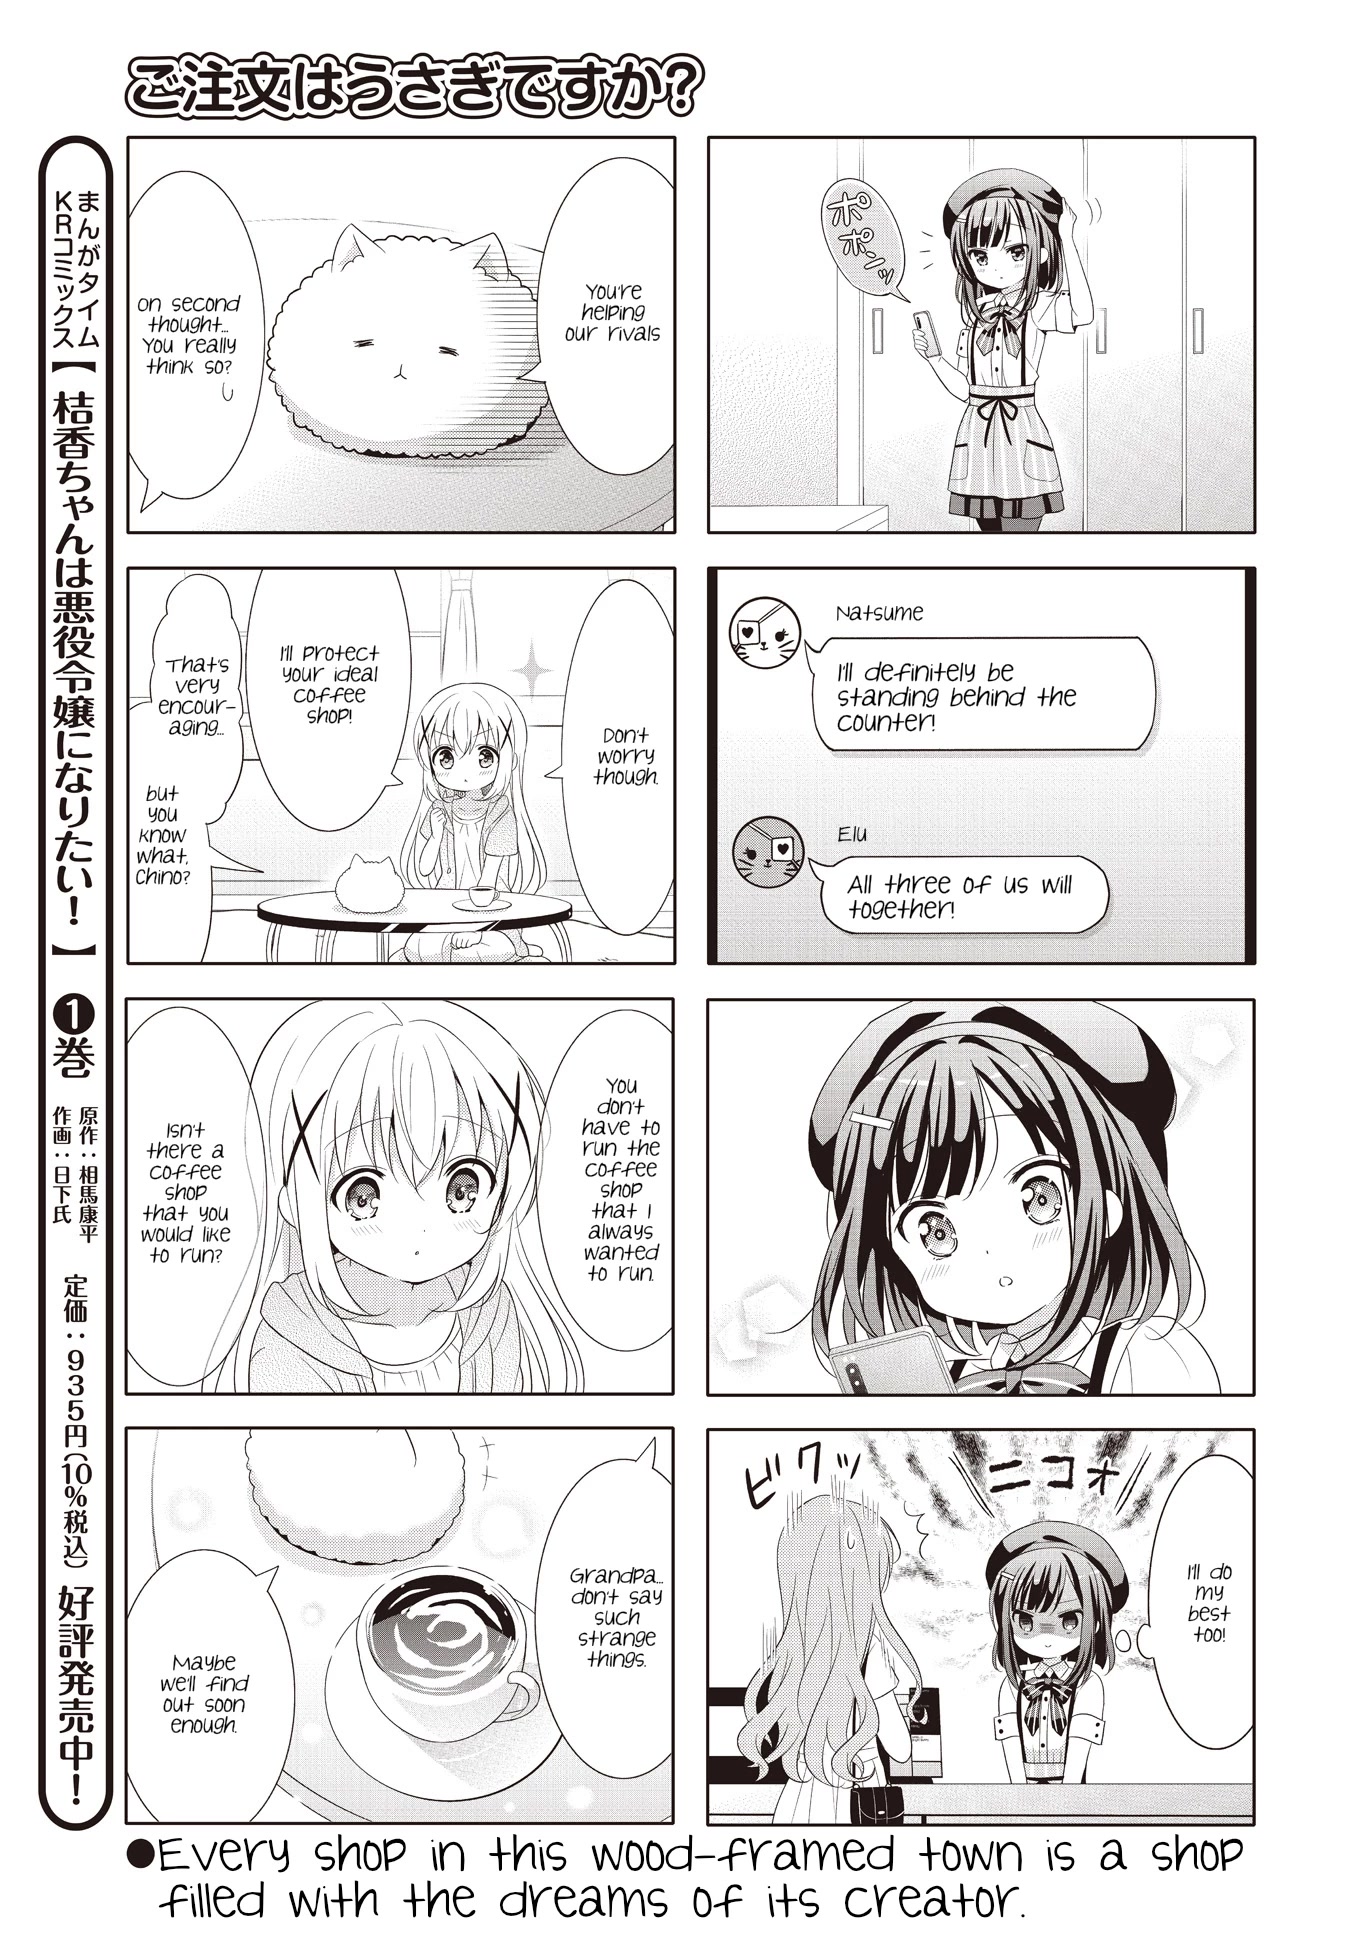 ご注文はうさぎですか?
ポポンッ
Natsume
I'll definitely be
standing behind the
counter!
Elu
All three of us will
together!
ビクッ
ニコォ
I'll do
my
best
too!
You're
helping
our rivals
on second
thought...
You really
think so?
Don't
worry
though.
I'll protect
your ideal
coffee
shop!
That's
very
encour-
aging...
but
you
know
what,
Chino?
You
don't
have to
run the
coffee
shop
that I
always
wanted
to run.
Isn't
there a
coffee
shop
that you
would like
to run?
Grandpa...
don't say
such
strange
things.
Maybe
we'll find
out soon
enough.
まんがタイム
KRコミックス
【桔香ちゃんは悪役令嬢になりたい!】
1巻
原作:相馬康平
作画:日下氏
定価:935円(10%税込)
好評発売中!
●Every shop in this wood-framed town is a shop
filled with the dreams of its creator.